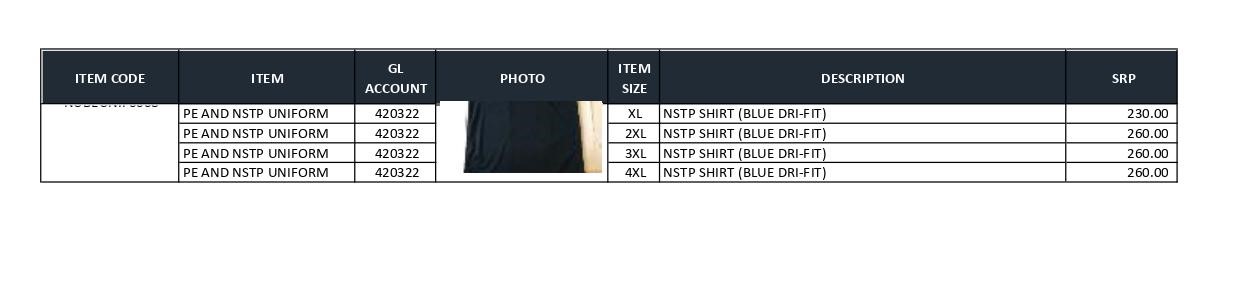 ITEM CODE ITEM GL ACCOUNT PHOTO ITEM SIZE DESCRIPTION SRP
PE AND NSTP UNIFORM 420322 XL NSTP SHIRT (BLUE DRI-FIT) 230.00
PE AND NSTP UNIFORM 420322 2XL NSTP SHIRT (BLUE DRI-FIT) 260.00
PE AND NSTP UNIFORM 420322 3XL NSTP SHIRT (BLUE DRI-FIT) 260.00
PE AND NSTP UNIFORM 420322 4XL NSTP SHIRT (BLUE DRI-FIT) 260.00